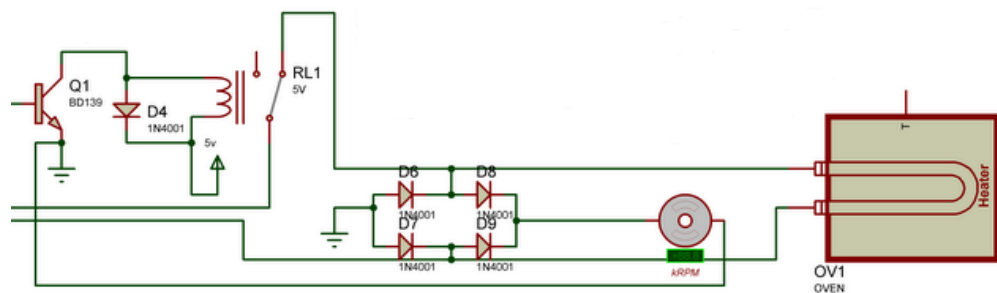 Q1
BD139
D4
1N4001
5v
RL1
5V
D6
1N4001
D8
1N4001
D7
1N4001
D9
1N4001
kRPM
T
Heater
OV1
OVEN